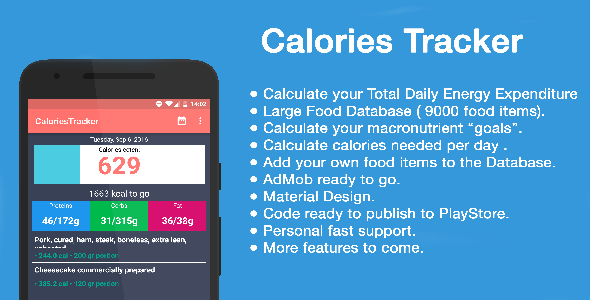 Calories Tracker
Calculate your Total Daily Energy Expenditure
Large Food Database ( 9000 food items).
Calculate your macronutrient “goals”.
Calculate calories needed per day .
Add your own food items to the Database.
AdMob ready to go.
Material Design.
Code ready to publish to PlayStore.
Personal fast support.
More features to come.
14:02
CaloriesTracker
Tuesday, Sep 6, 2016
Calories eaten:
629
1663 kcal to go
Proteins Carbs Fat
46/172g 31/315g 36/38g
Pork, cured, ham, steak, boneless, extra lean,
- 244.0 cal - 200 gr portion
Cheesecake commercially prepared
- 385.2 cal - 120 gr portion